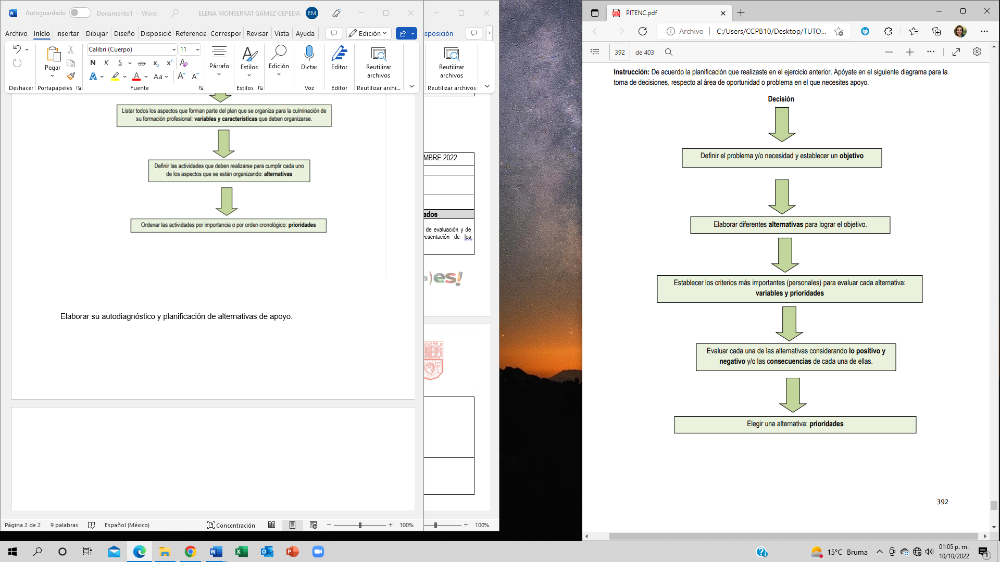 Autoguardado
Documento1 - Word
ELENA MONSERRAT GAMEZ CEPEDA
EM
Archivo Inicio Insertar Dibujar Diseño Disposició Referencia Correspor Revisar Vista Ayuda
Edición
Calibri (Cuerpo) 11
Pegar
N K S ab x₂ x²
A A Aa A A
Párrafo
Estilos
Edición
Dictar
Editor
Reutilizar
archivos
Deshacer Portapapeles Fuente Estilos Voz Editor Reutilizar archi...
Listar todos los aspectos que forman parte del plan que se organiza para la culminación de
su formación profesional: variables y características que deben organizarse.
Definir las actividades que deben realizarse para cumplir cada uno
de los aspectos que se están organizando: alternativas
Ordenar las actividades por importancia o por orden cronológico: prioridades
Elaborar su autodiagnóstico y planificación de alternativas de apoyo.
Página 2 de 2 9 palabras Español (México) Concentración 100%
sposición
Reutilizar
archivos
Reutilizar archivos
MBRE 2022
ados
de evaluación y de
resentación de los
a)es!
100%
PITENC.pdf
Archivo C:/Users/CCPB10/Desktop/TUTO...
392 de 403
Instrucción: De acuerdo la planificación que realizaste en el ejercicio anterior. Apóyate en el siguiente diagrama para la
toma de decisiones, respecto al área de oportunidad o problema en el que necesites apoyo.
Decisión
Definir el problema y/o necesidad y establecer un objetivo
Elaborar diferentes alternativas para lograr el objetivo.
Establecer los criterios más importantes (personales) para evaluar cada alternativa:
variables y prioridades
Evaluar cada una de las alternativas considerando lo positivo y
negativo y/o las consecuencias de cada una de ellas.
Elegir una alternativa: prioridades
392
15°C Bruma
01:05 p. m.
10/10/2022
1